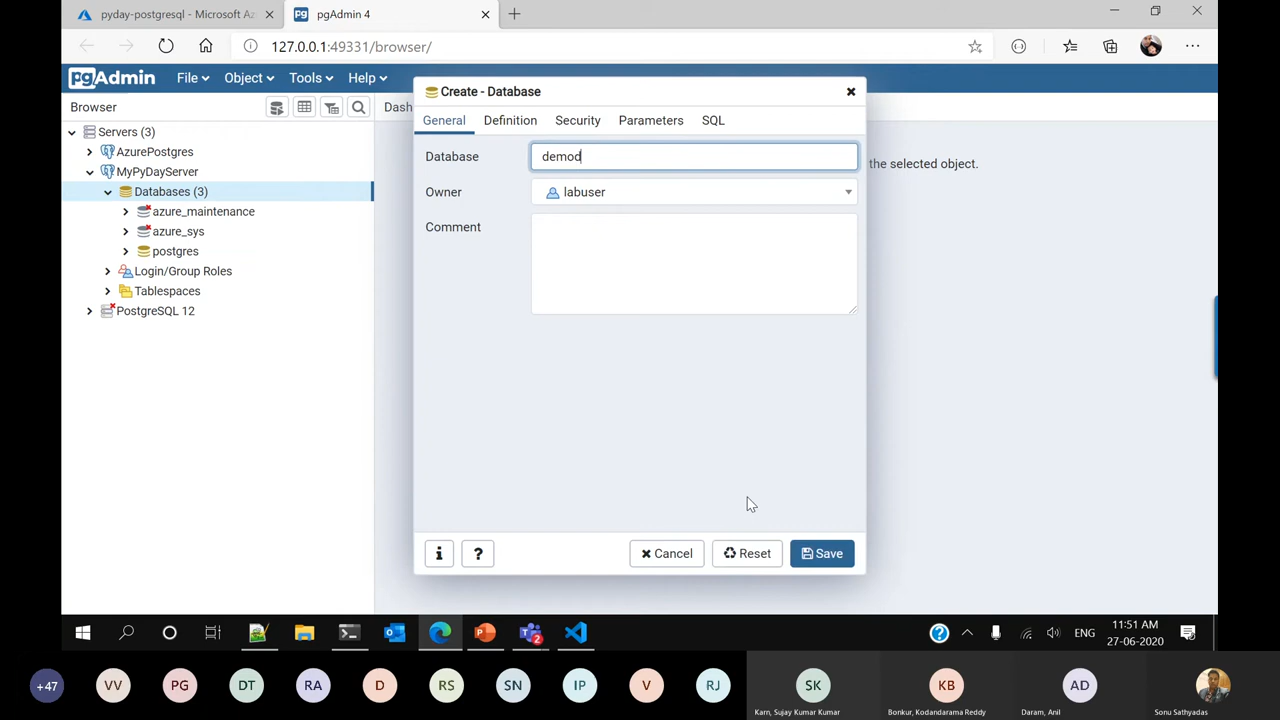 pyday-postgresql - Microsoft Az
pgAdmin 4
127.0.0.1:49331/browser/
pgAdmin File Object Tools Help
Browser
Dash
Servers (3)
AzurePostgres
MyPyDayServer
Databases (3)
azure_maintenance
azure_sys
postgres
Login/Group Roles
Tablespaces
PostgreSQL 12
Create - Database
General Definition Security Parameters SQL
Database demod
the selected object.
Owner labuser
Comment
i ? Cancel Reset Save
2
? ENG 11:51 AM
27-06-2020
+47 VV PG DT RA D RS SN IP V RJ SK KB AD
Karn, Sujay Kumar Kumar Bonkur, Kodandarama Reddy Daram, Anil Sonu Sathyadas